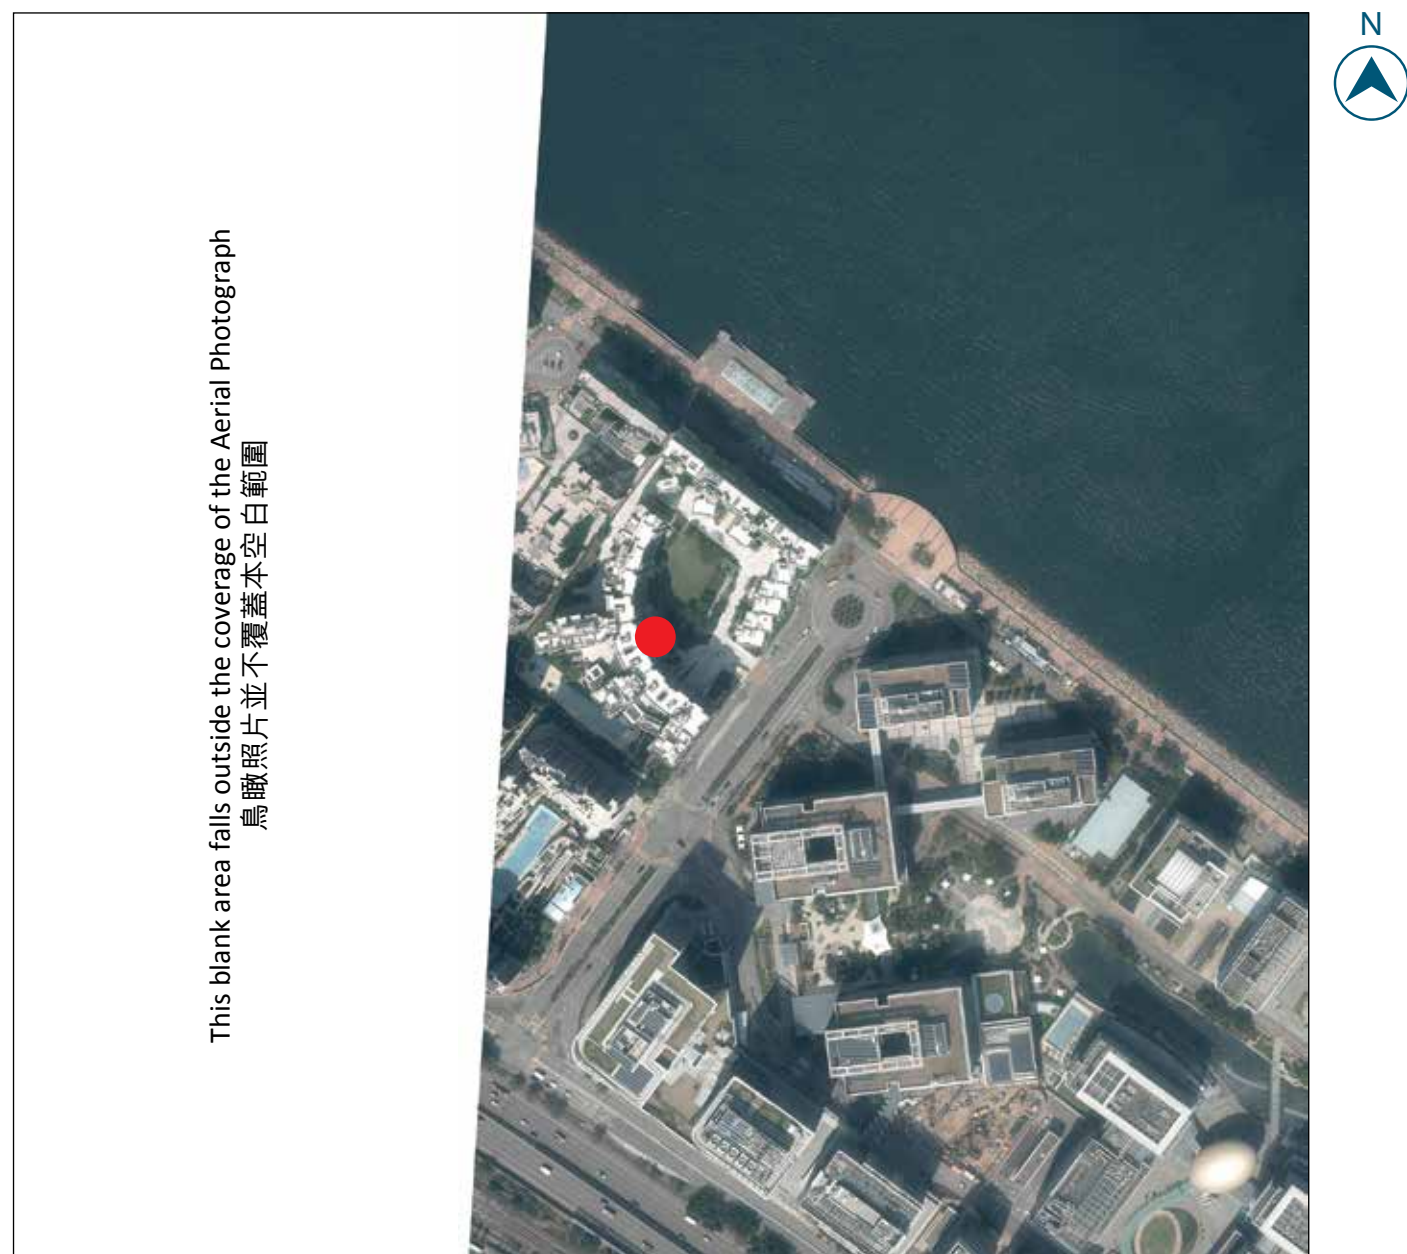 N
This blank area falls outside the coverage of the Aerial Photograph
鳥瞰照片並不覆蓋本空白範圍